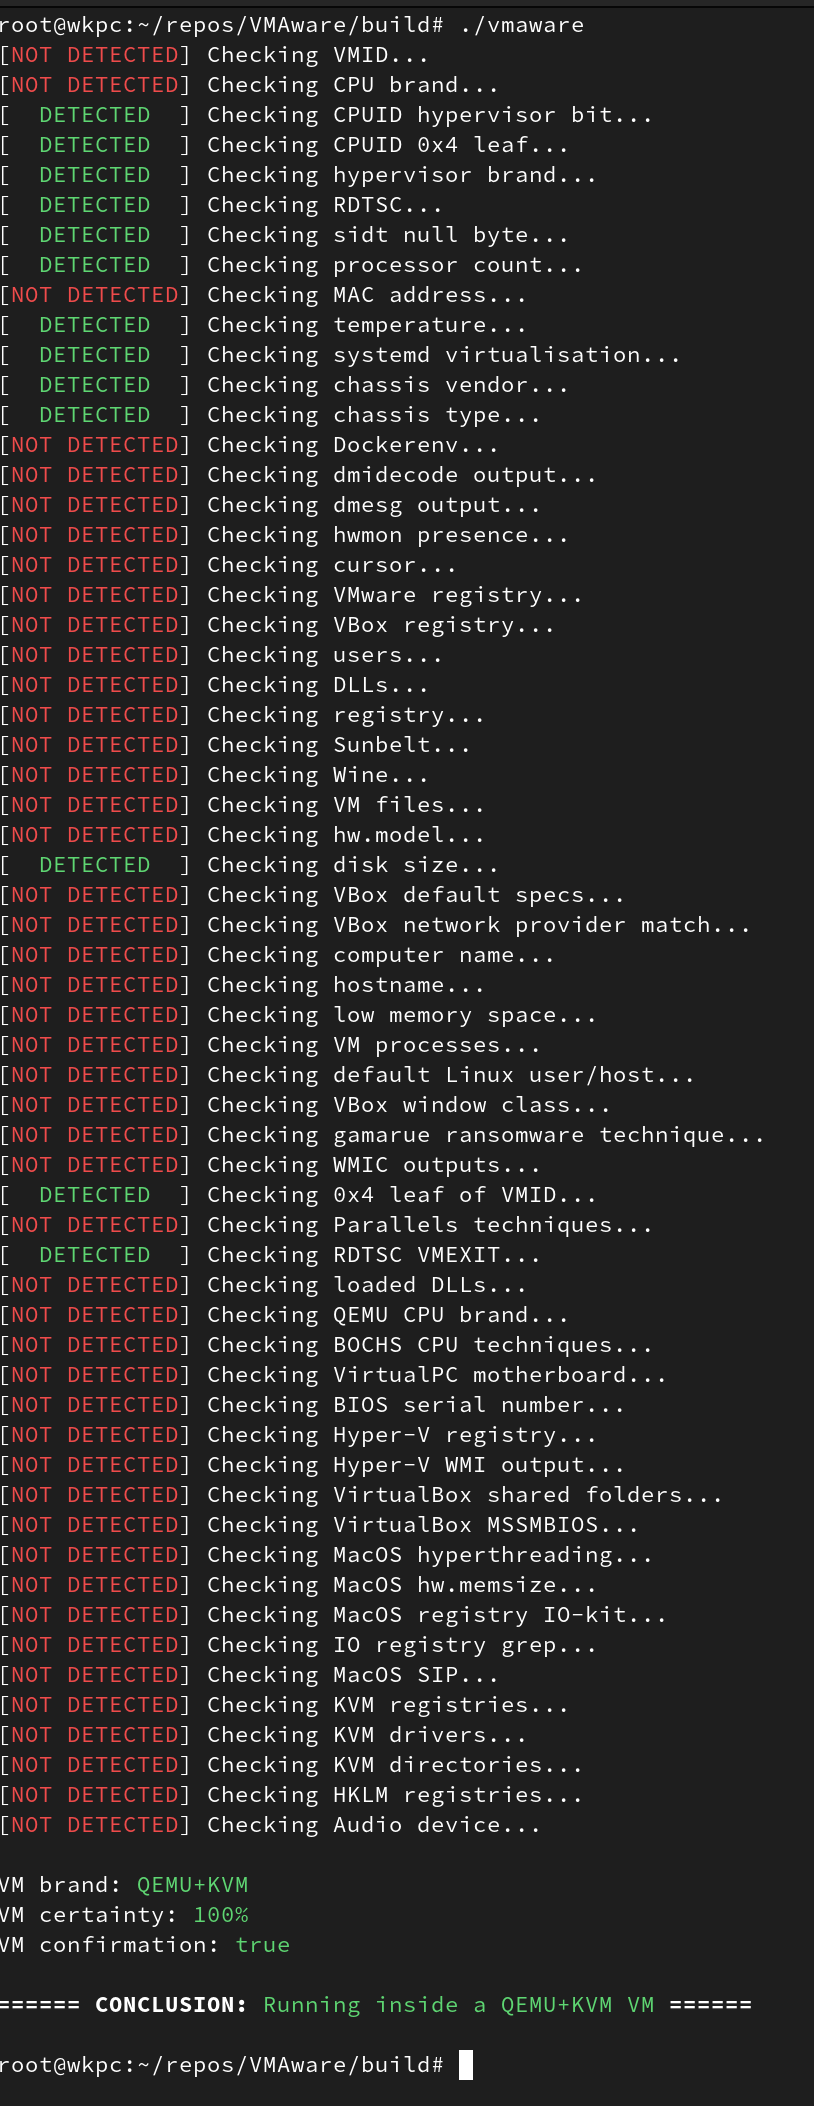 root@wkpc:~/repos/VMAware/build# ./vmaware
[NOT DETECTED] Checking VMID...
[NOT DETECTED] Checking CPU brand...
[  DETECTED  ] Checking CPUID hypervisor bit...
[  DETECTED  ] Checking CPUID 0x4 leaf...
[  DETECTED  ] Checking hypervisor brand...
[  DETECTED  ] Checking RDTSC...
[  DETECTED  ] Checking sidt null byte...
[  DETECTED  ] Checking processor count...
[NOT DETECTED] Checking MAC address...
[  DETECTED  ] Checking temperature...
[  DETECTED  ] Checking systemd virtualisation...
[  DETECTED  ] Checking chassis vendor...
[  DETECTED  ] Checking chassis type...
[NOT DETECTED] Checking Dockerenv...
[NOT DETECTED] Checking dmidecode output...
[NOT DETECTED] Checking dmesg output...
[NOT DETECTED] Checking hwmon presence...
[NOT DETECTED] Checking cursor...
[NOT DETECTED] Checking VMware registry...
[NOT DETECTED] Checking VBox registry...
[NOT DETECTED] Checking users...
[NOT DETECTED] Checking DLLs...
[NOT DETECTED] Checking registry...
[NOT DETECTED] Checking Sunbelt...
[NOT DETECTED] Checking Wine...
[NOT DETECTED] Checking VM files...
[NOT DETECTED] Checking hw.model...
[  DETECTED  ] Checking disk size...
[NOT DETECTED] Checking VBox default specs...
[NOT DETECTED] Checking VBox network provider match...
[NOT DETECTED] Checking computer name...
[NOT DETECTED] Checking hostname...
[NOT DETECTED] Checking low memory space...
[NOT DETECTED] Checking VM processes...
[NOT DETECTED] Checking default Linux user/host...
[NOT DETECTED] Checking VBox window class...
[NOT DETECTED] Checking gamarue ransomware technique...
[NOT DETECTED] Checking WMIC outputs...
[  DETECTED  ] Checking 0x4 leaf of VMID...
[NOT DETECTED] Checking Parallels techniques...
[  DETECTED  ] Checking RDTSC VMEXIT...
[NOT DETECTED] Checking loaded DLLs...
[NOT DETECTED] Checking QEMU CPU brand...
[NOT DETECTED] Checking BOCHS CPU techniques...
[NOT DETECTED] Checking VirtualPC motherboard...
[NOT DETECTED] Checking BIOS serial number...
[NOT DETECTED] Checking Hyper-V registry...
[NOT DETECTED] Checking Hyper-V WMI output...
[NOT DETECTED] Checking VirtualBox shared folders...
[NOT DETECTED] Checking VirtualBox MSSMBIOS...
[NOT DETECTED] Checking MacOS hyperthreading...
[NOT DETECTED] Checking MacOS hw.memsize...
[NOT DETECTED] Checking MacOS registry IO-kit...
[NOT DETECTED] Checking IO registry grep...
[NOT DETECTED] Checking MacOS SIP...
[NOT DETECTED] Checking KVM registries...
[NOT DETECTED] Checking KVM drivers...
[NOT DETECTED] Checking KVM directories...
[NOT DETECTED] Checking HKLM registries...
[NOT DETECTED] Checking Audio device...
VM brand: QEMU+KVM
VM certainty: 100%
VM confirmation: true
====== CONCLUSION: Running inside a QEMU+KVM VM ======
root@wkpc:~/repos/VMAware/build#